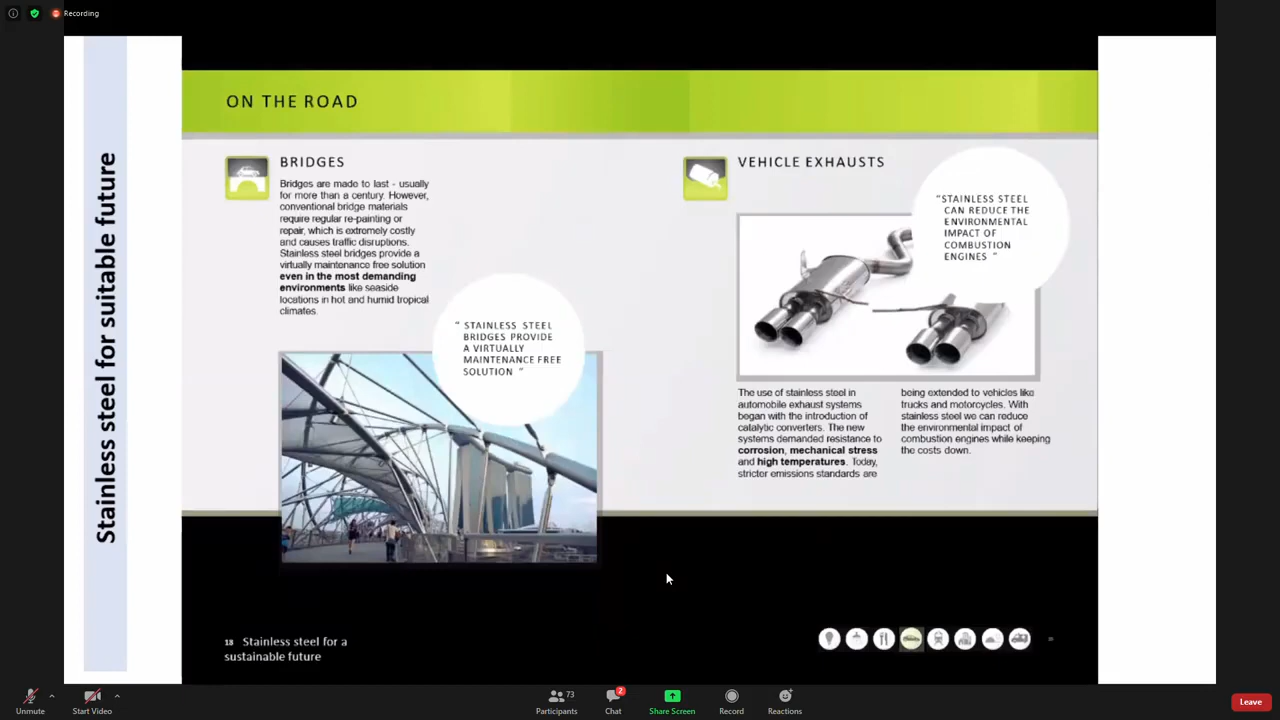 Recording
Stainless steel for suitable future
ON THE ROAD
BRIDGES
Bridges are made to last - usually
for more than a century. However,
conventional bridge materials
require regular re-painting or
repair, which is extremely costly
and causes traffic disruptions.
Stainless steel bridges provide a
virtually maintenance free solution
even in the most demanding
environments like seaside
locations in hot and humid tropical
climates.
" STAINLESS STEEL
BRIDGES PROVIDE
A VIRTUALLY
MAINTENANCE FREE
SOLUTION "
VEHICLE EXHAUSTS
"STAINLESS STEEL
CAN REDUCE THE
ENVIRONMENTAL
IMPACT OF
COMBUSTION
ENGINES "
The use of stainless steel in
automobile exhaust systems
began with the introduction of
catalytic converters. The new
systems demanded resistance to
corrosion, mechanical stress
and high temperatures. Today,
stricter emissions standards are
being extended to vehicles like
trucks and motorcycles. With
stainless steel we can reduce
the environmental impact of
combustion engines while keeping
the costs down.
18 Stainless steel for a
sustainable future
Unmute
Start Video
Participants
73
Chat
2
Share Screen
Record
Reactions
Leave